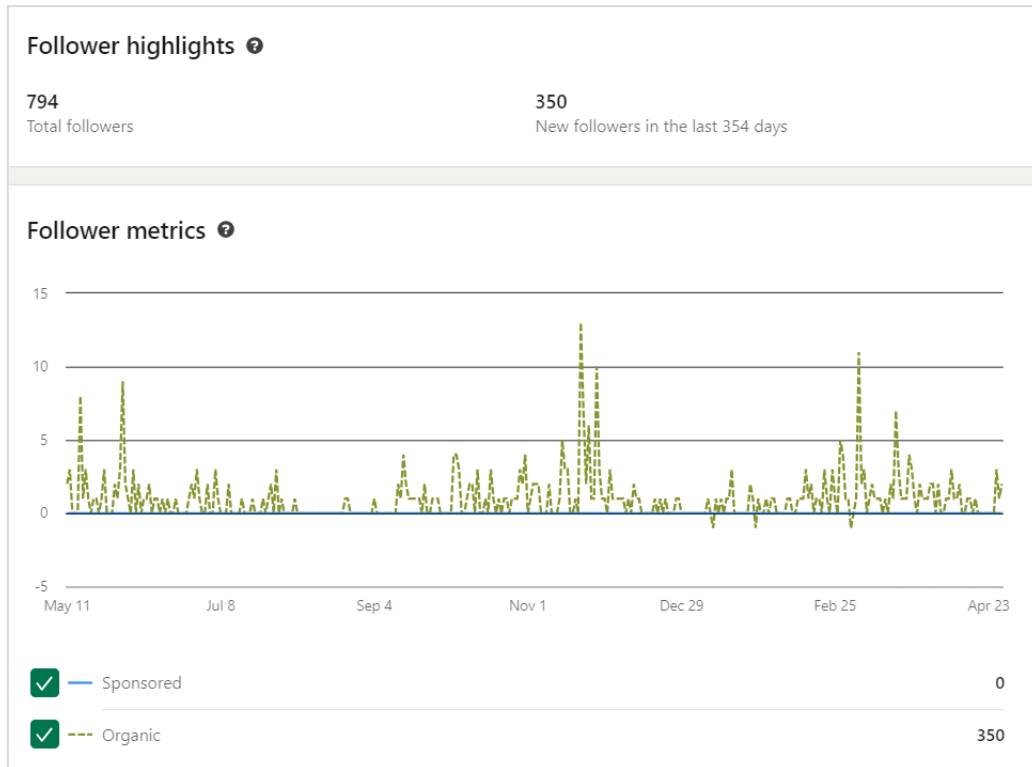 Follower highlights
794
Total followers
350
New followers in the last 354 days
Follower metrics
15
10
5
0
-5
May 11
Jul 8
Sep 4
Nov 1
Dec 29
Feb 25
Apr 23
Sponsored
0
Organic
350